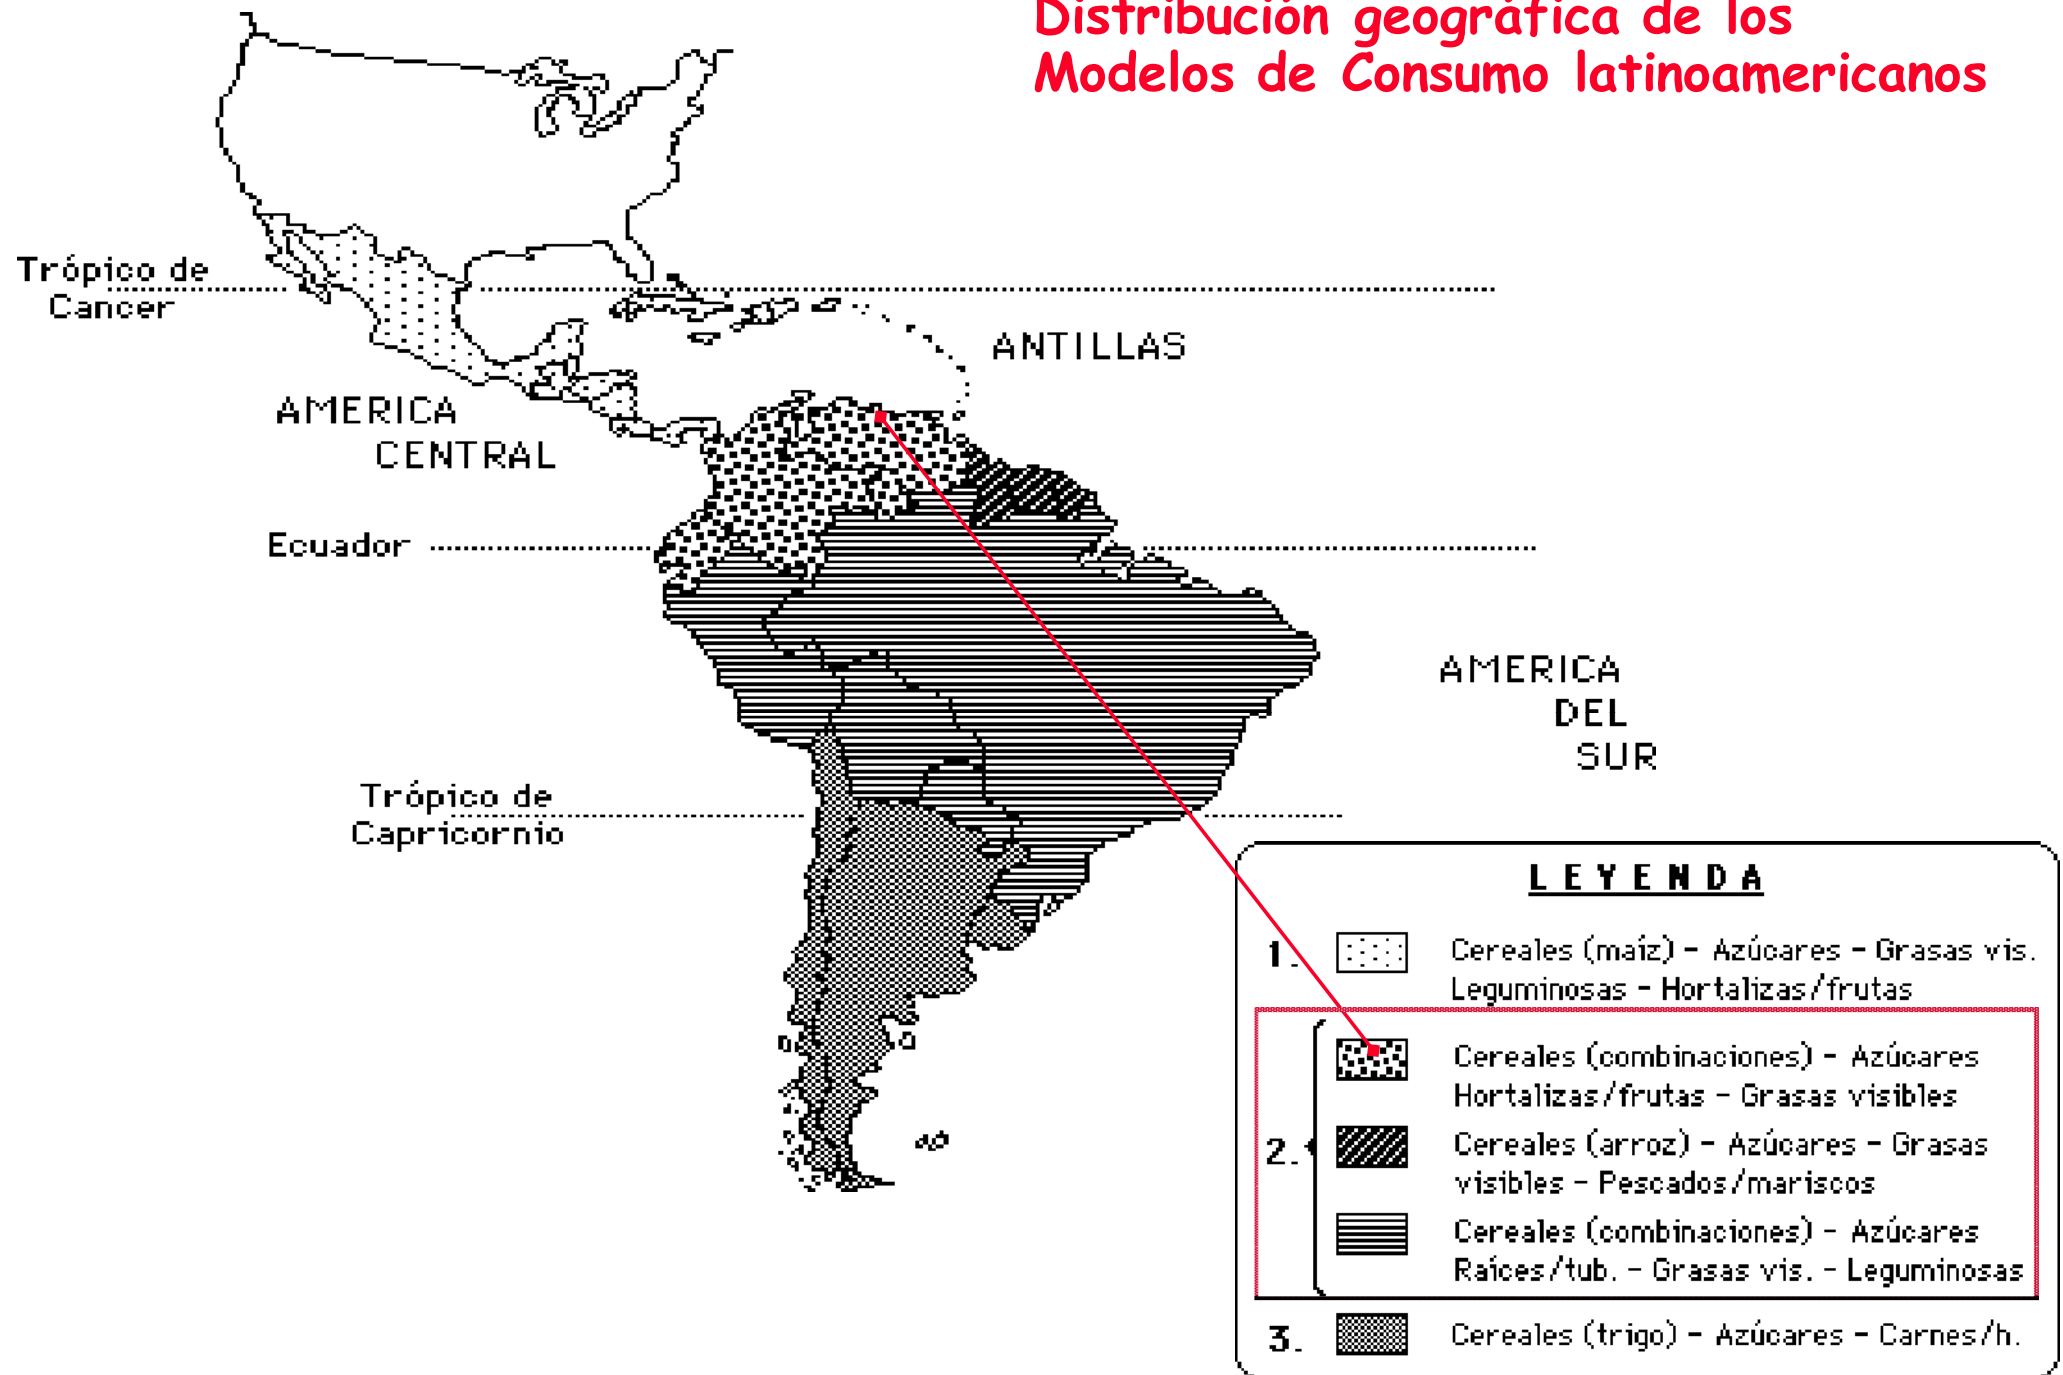 Distribución geográfica de los
Modelos de Consumo latinoamericanos
Trópico de
Cancer
ANTILLAS
AMERICA
CENTRAL
Ecuador
AMERICA
DEL
SUR
Trópico de
Capricornio
LEYENDA
1. Cereales (maíz) - Azúcares - Grasas vis.
Leguminosas - Hortalizas/frutas
Cereales (combinaciones) - Azúcares
Hortalizas/frutas - Grasas visibles
2. Cereales (arroz) - Azúcares - Grasas
visibles - Pescados/mariscos
Cereales (combinaciones) - Azúcares
Raíces/tub. - Grasas vis. - Leguminosas
3. Cereales (trigo) - Azúcares - Carnes/h.